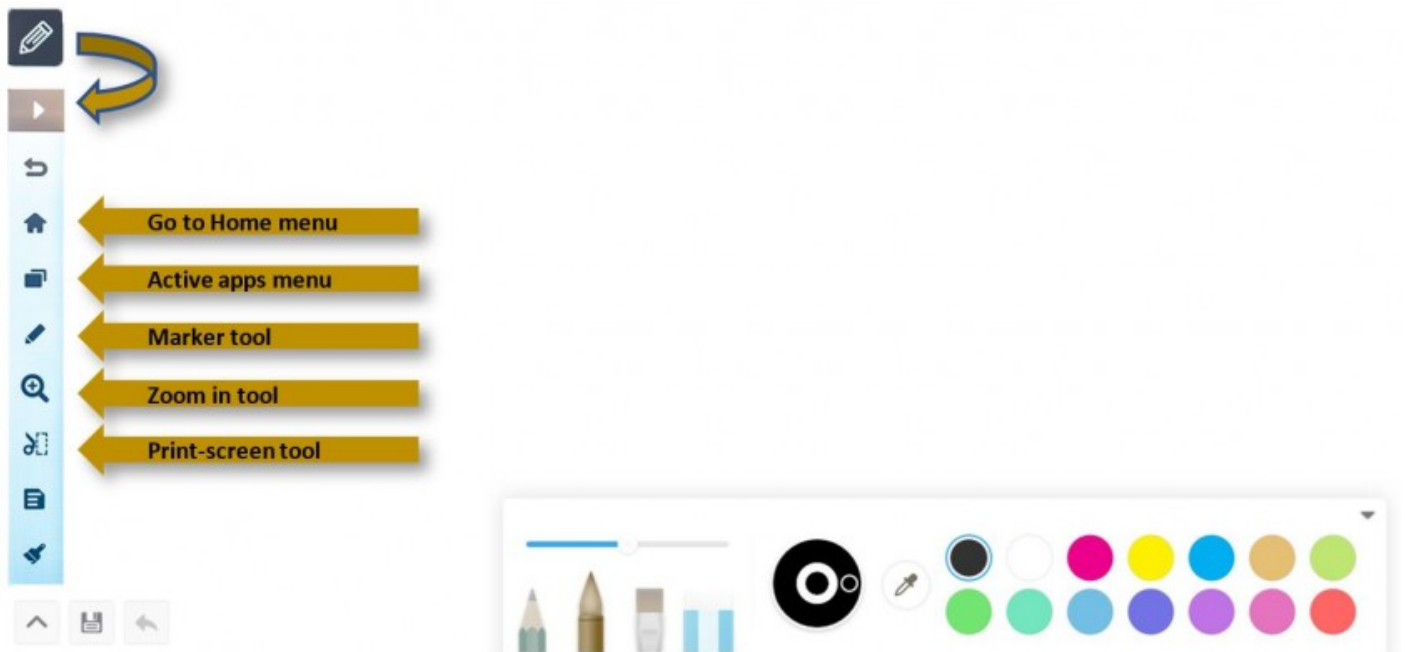 Go to Home menu
Active apps menu
Marker tool
Zoom in tool
Print-screen tool